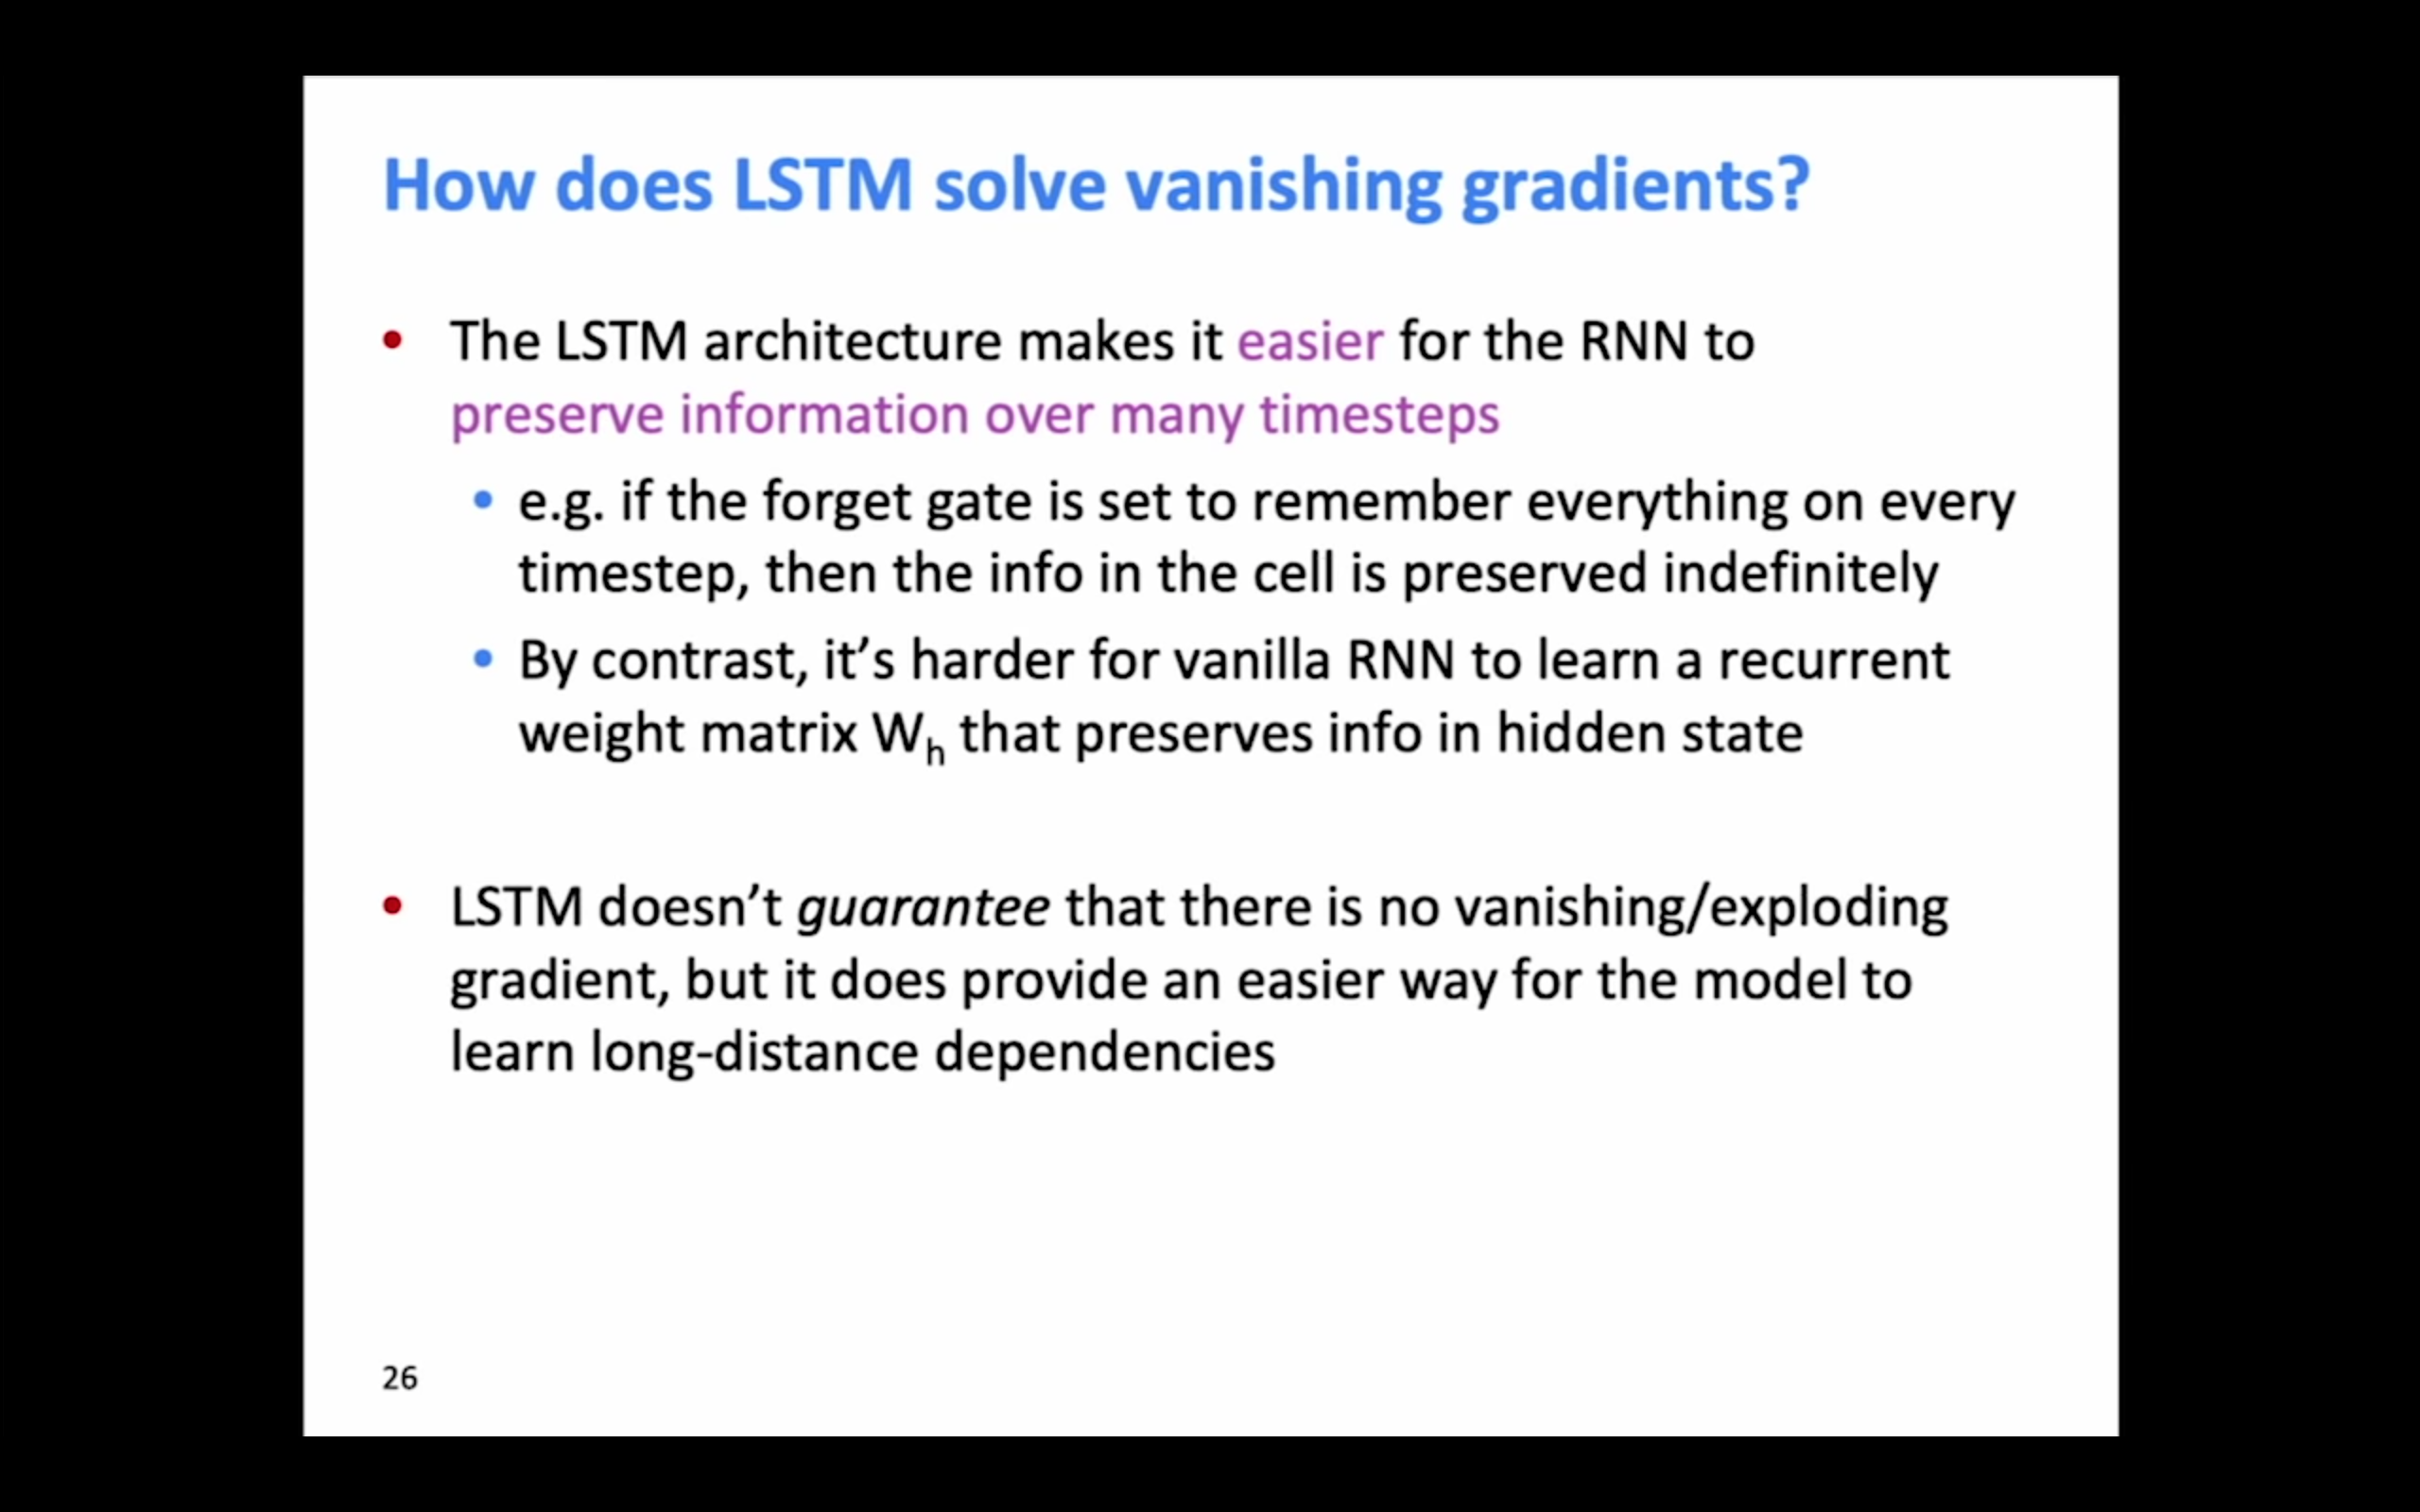 How does LSTM solve vanishing gradients?
• The LSTM architecture makes it easier for the RNN to
preserve information over many timesteps
• e.g. if the forget gate is set to remember everything on every
timestep, then the info in the cell is preserved indefinitely
• By contrast, it’s harder for vanilla RNN to learn a recurrent
weight matrix Wh that preserves info in hidden state
• LSTM doesn’t guarantee that there is no vanishing/exploding
gradient, but it does provide an easier way for the model to
learn long-distance dependencies
26